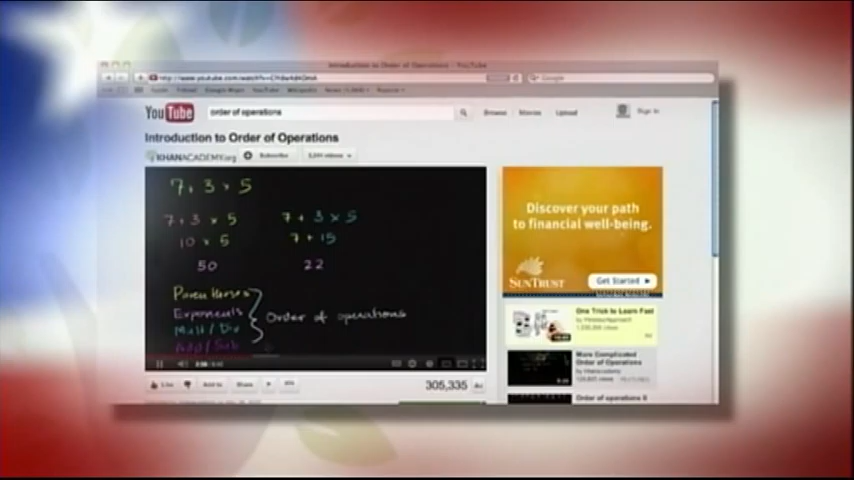 Introduction to Order of Operations - YouTube
Google
YouTube
order of operations
Browse Movies Upload
Sign In
Introduction to Order of Operations
KHANACADEMY.org
Subscribe
7 + 3 × 5
7 + 3 × 5
10 × 5
50
7 + 3 × 5
7 + 15
22
Parentheses
Exponents
Mult / Div
Add / Sub
Order of operations
Like
Add to
Share
305,335
Discover your path
to financial well-being.
SUNTRUST
Get Started
One Trick to Learn Fast
More Complicated
Order of Operations
by khanacademy
Order of operations II